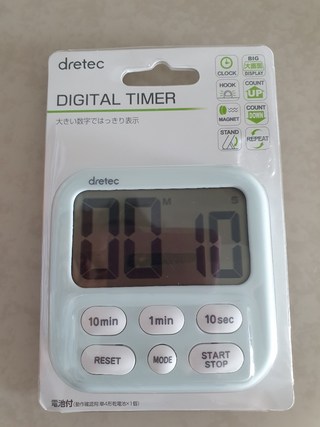 dretec
DIGITAL TIMER
大きい数字ではっきり表示
CLOCK
BIG
大画面
DISPLAY
HOOK
COUNT
UP
MAGNET
COUNT
DOWN
STAND
REPEAT
dretec
M
S
00 10
10min
1min
10sec
RESET
MODE
START
STOP
電池付